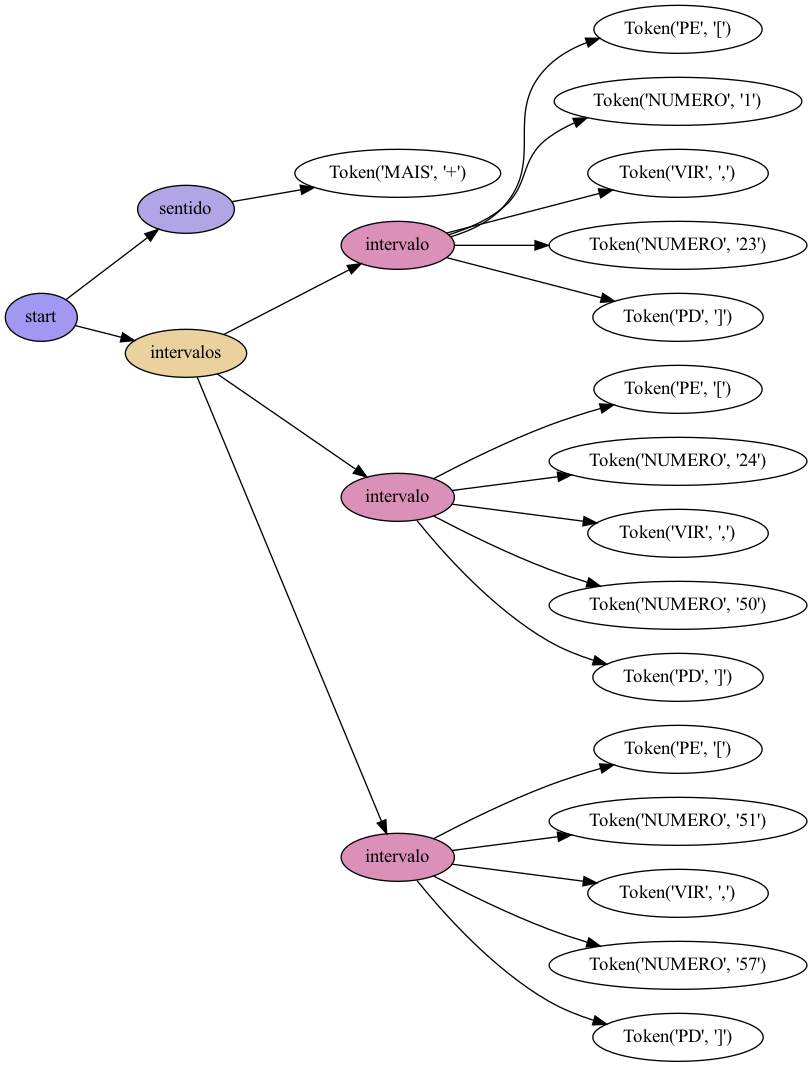 Token('PE', '[')
Token('NUMERO', '1')
Token('MAIS', '+')
Token('VIR', ',')
sentido
intervalo
Token('NUMERO', '23')
start
Token('PD', ']')
intervalos
Token('PE', '[')
Token('NUMERO', '24')
intervalo
Token('VIR', ',')
Token('NUMERO', '50')
Token('PD', ']')
Token('PE', '[')
Token('NUMERO', '51')
intervalo
Token('VIR', ',')
Token('NUMERO', '57')
Token('PD', ']')